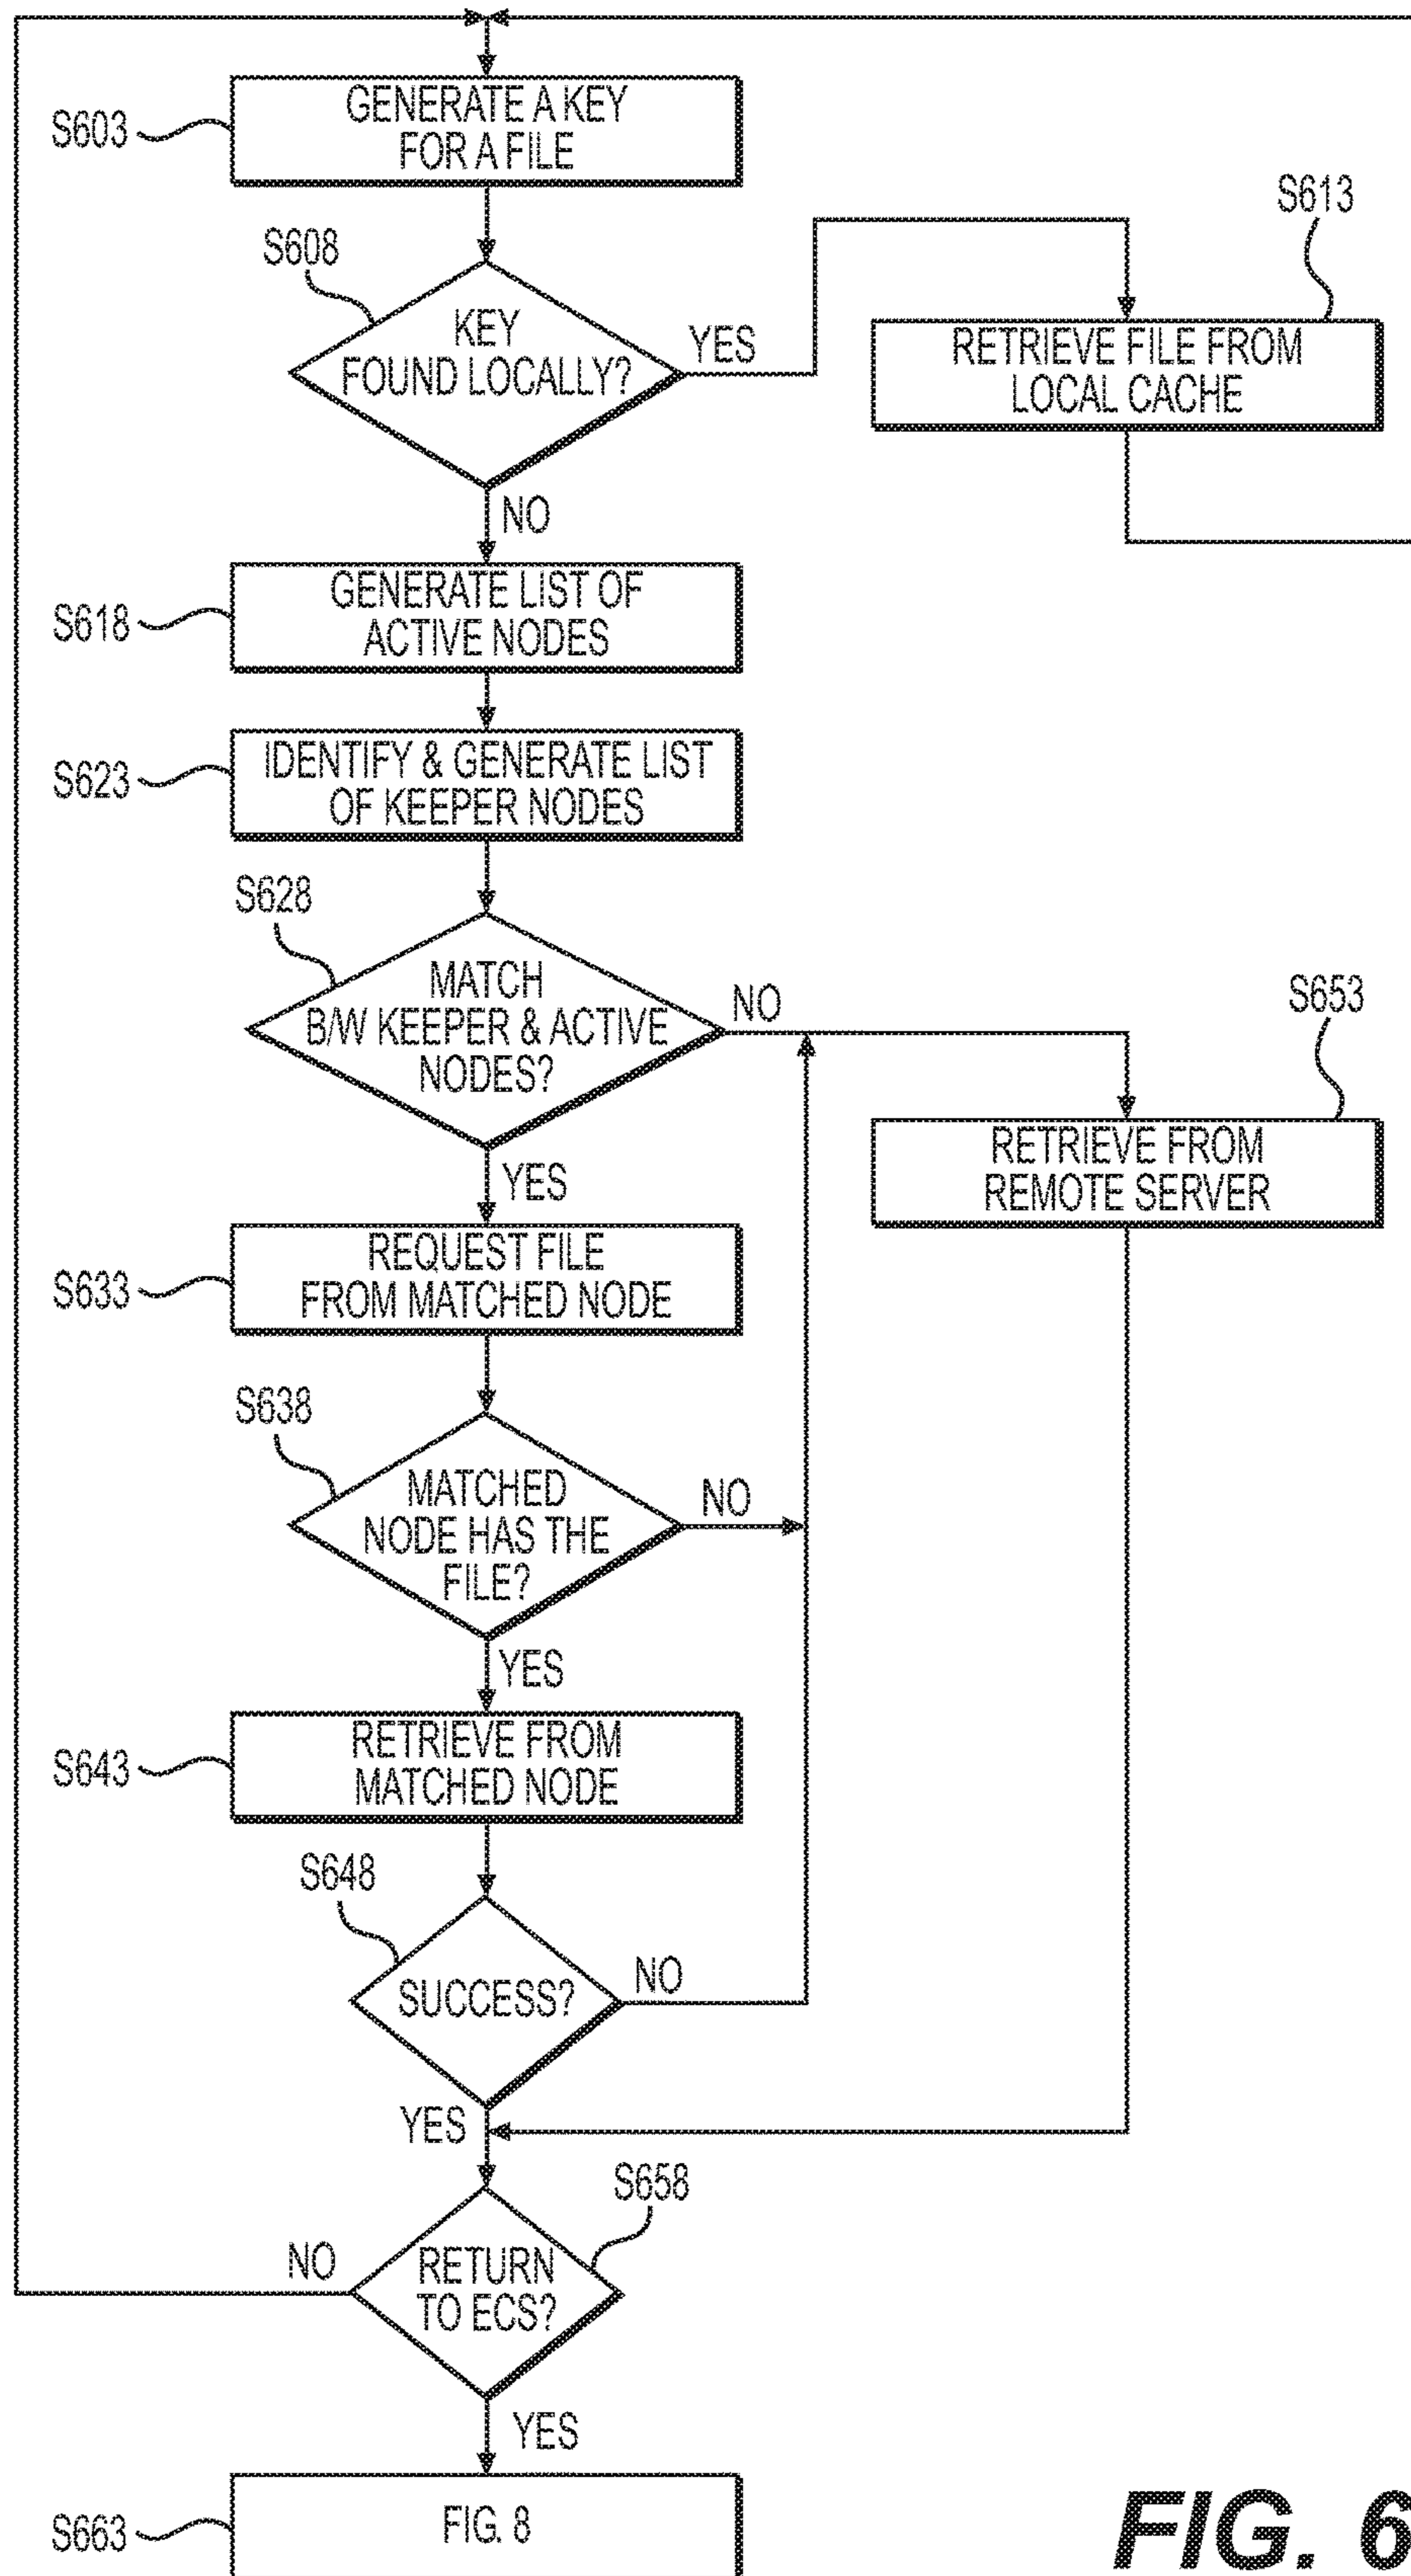 S603
GENERATE A KEY
FOR A FILE
S608
KEY
FOUND LOCALLY?
YES
S613
RETRIEVE FILE FROM
LOCAL CACHE
NO
S618
GENERATE LIST OF
ACTIVE NODES
S623
IDENTIFY & GENERATE LIST
OF KEEPER NODES
S628
MATCH
B/W KEEPER & ACTIVE
NODES?
NO
S653
RETRIEVE FROM
REMOTE SERVER
YES
S633
REQUEST FILE
FROM MATCHED NODE
S638
MATCHED
NODE HAS THE
FILE?
NO
YES
S643
RETRIEVE FROM
MATCHED NODE
S648
SUCCESS?
NO
YES
S658
RETURN
TO ECS?
NO
YES
S663
FIG. 8
FIG. 6